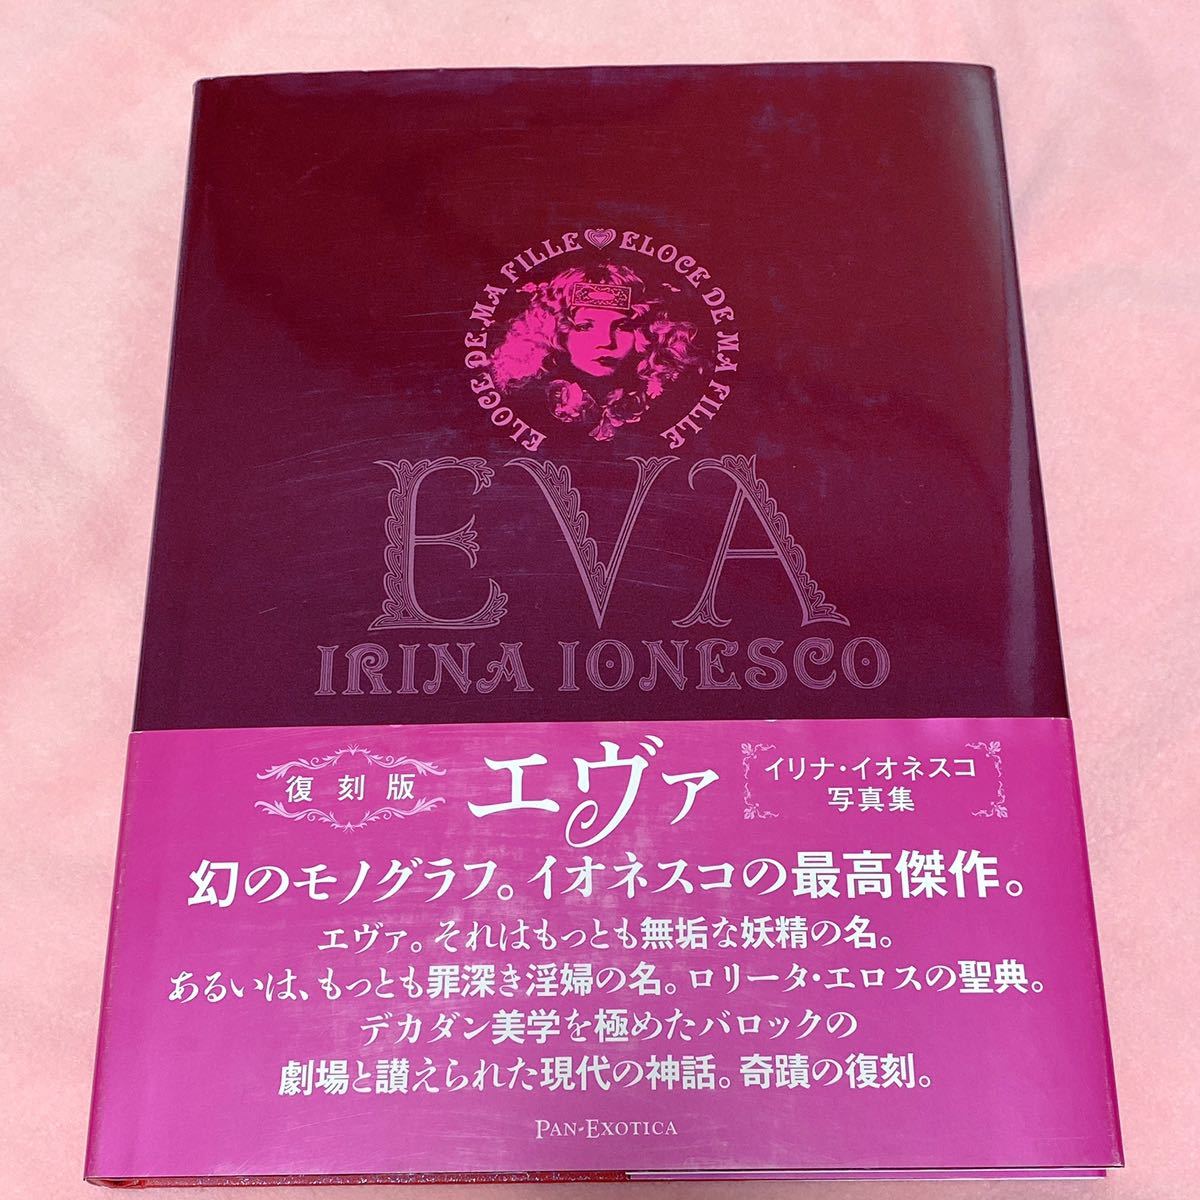 ELOGE DE MA FILLE ♥ ELOGE DE MA FILLE
EVA
IRINA IONESCO
復刻版
エヴァ
イリナ・イオネスコ
写真集
幻のモノグラフ。イオネスコの最高傑作。
エヴァ。それはもっとも無垢な妖精の名。
あるいは、もっとも罪深き淫婦の名。ロリータ・エロスの聖典。
デカダン美学を極めたバロックの
劇場と讃えられた現代の神話。奇蹟の復刻。
PAN-EXOTICA